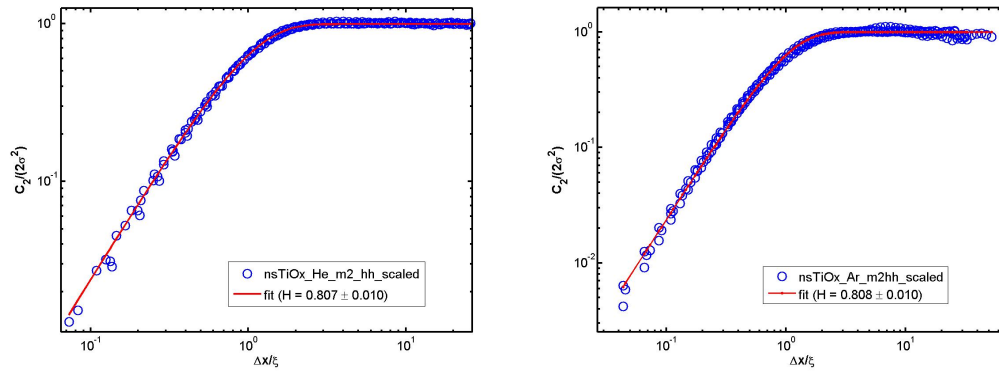 10⁰
10⁻¹
C₂/(2σ²)
nsTiOx_He_m2_hh_scaled
fit (H = 0.807 ± 0.010)
10⁻¹ 10⁰ 10¹
Δx/ξ
10⁰
10⁻¹
10⁻²
C₂/(2σ²)
nsTiOx_Ar_m2hh_scaled
fit (H = 0.808 ± 0.010)
10⁻¹ 10⁰ 10¹
Δx/ξ